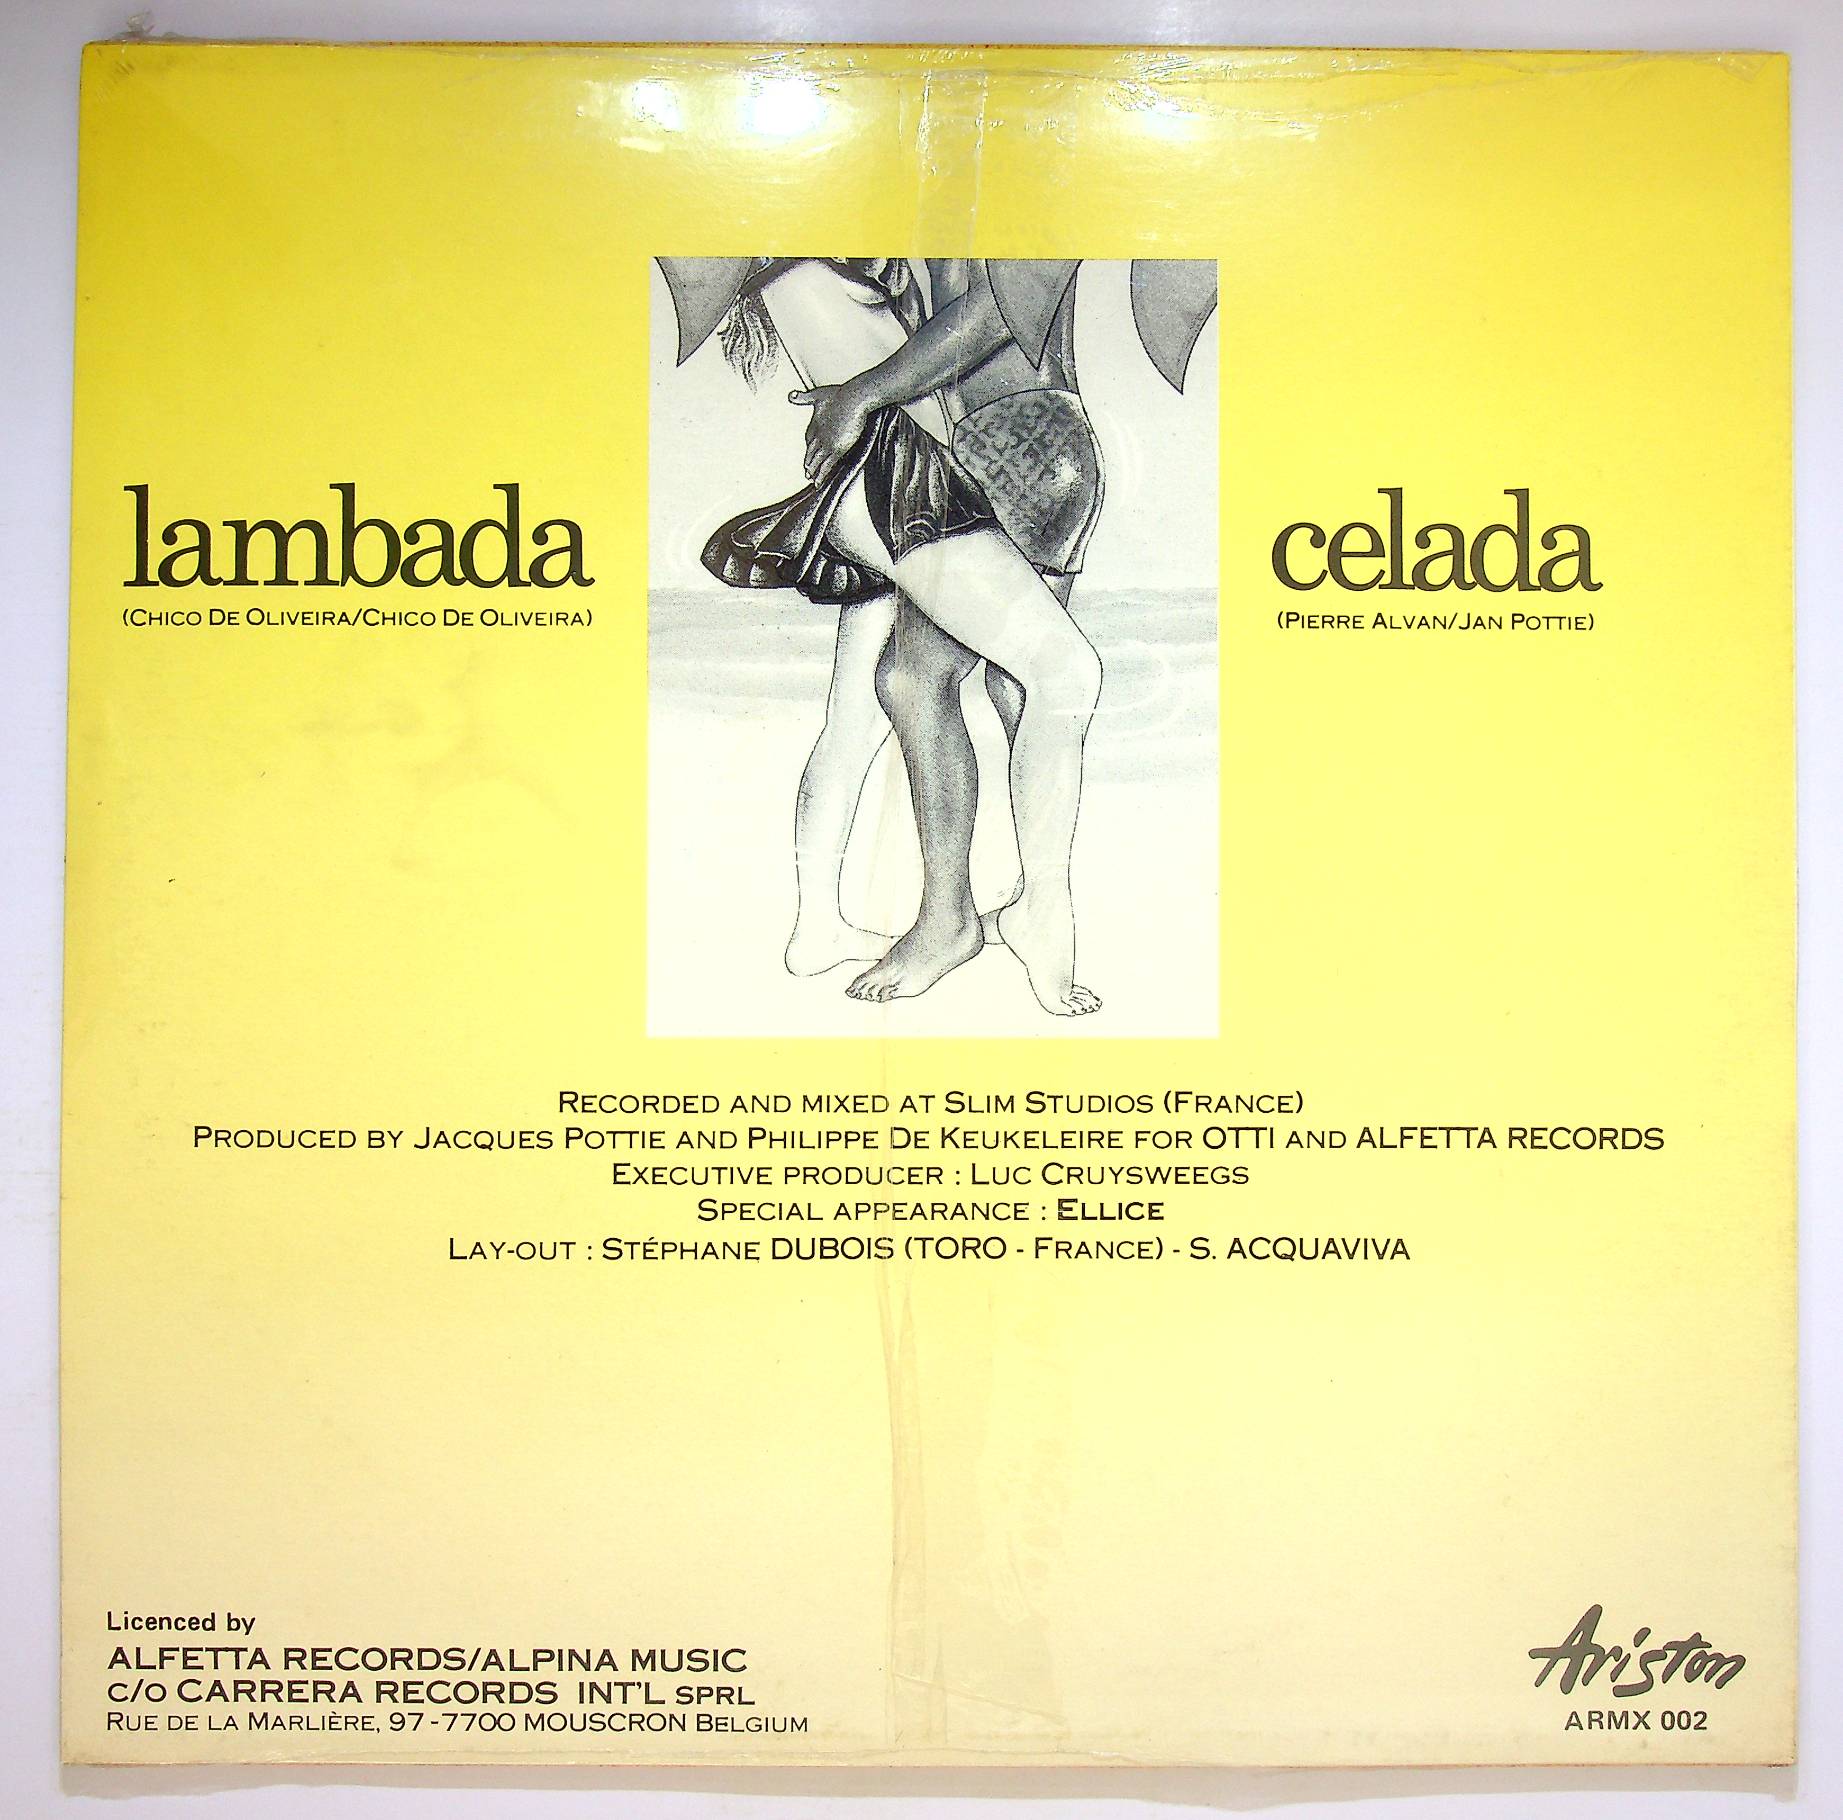 lambada
(CHICO DE OLIVEIRA/CHICO DE OLIVEIRA)
celada
(PIERRE ALVAN/JAN POTTIE)
RECORDED AND MIXED AT SLIM STUDIOS (FRANCE)
PRODUCED BY JACQUES POTTIE AND PHILIPPE DE KEUKELEIRE FOR OTTI AND ALFETTA RECORDS
EXECUTIVE PRODUCER : LUC CRUYSWEEGS
SPECIAL APPEARANCE : ELLICE
LAY-OUT : STÉPHANE DUBOIS (TORO - FRANCE) - S. ACQUAVIVA
Licenced by
ALFETTA RECORDS/ALPINA MUSIC
C/O CARRERA RECORDS INT'L SPRL
RUE DE LA MARLIÈRE, 97-7700 MOUSCRON BELGIUM
Ariston
ARMX 002